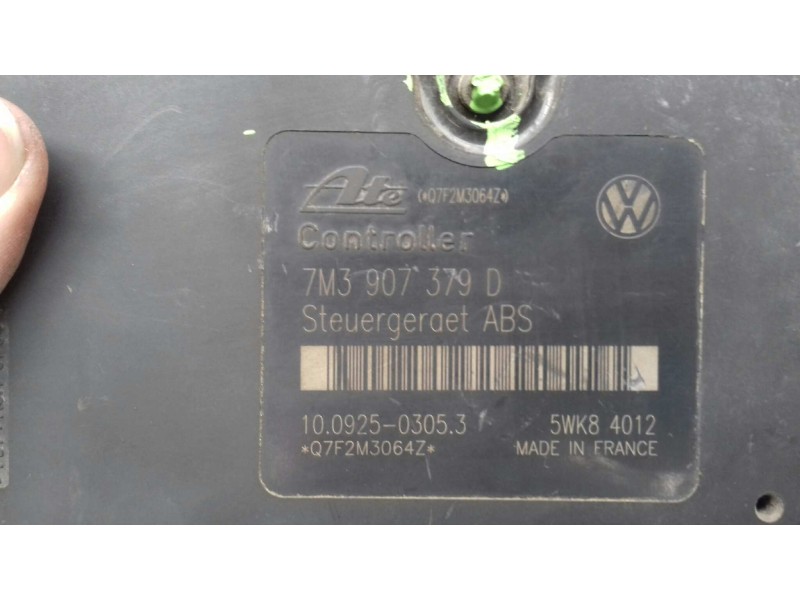 Ate (*Q7F2M3064Z*)
Controller
7M3 907 379 D
Steuergeraet ABS
10.0925-0305.3 5WK8 4012
*Q7F2M3064Z* MADE IN FRANCE